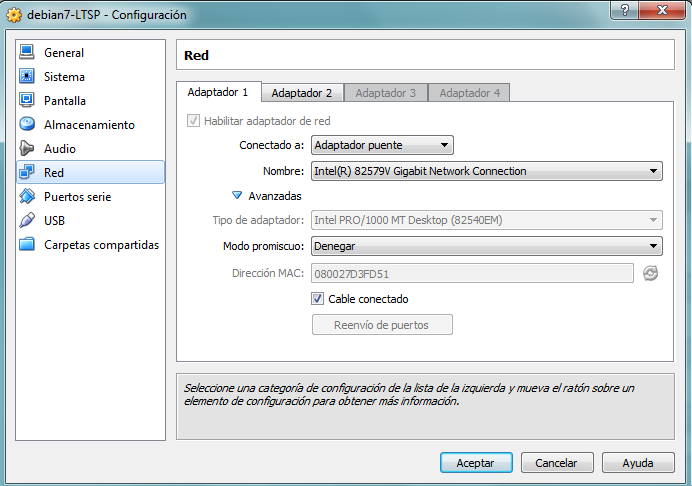 debian7-LTSP - Configuración
General
Sistema
Pantalla
Almacenamiento
Audio
Red
Puertos serie
USB
Carpetas compartidas
Red
Adaptador 1 Adaptador 2 Adaptador 3 Adaptador 4
Habilitar adaptador de red
Conectado a: Adaptador puente
Nombre: Intel(R) 82579V Gigabit Network Connection
Avanzadas
Tipo de adaptador: Intel PRO/1000 MT Desktop (82540EM)
Modo promiscuo: Denegar
Dirección MAC: 080027D3FD51
Cable conectado
Reenvío de puertos
Seleccione una categoría de configuración de la lista de la izquierda y mueva el ratón sobre un
elemento de configuración para obtener más información.
Aceptar Cancelar Ayuda